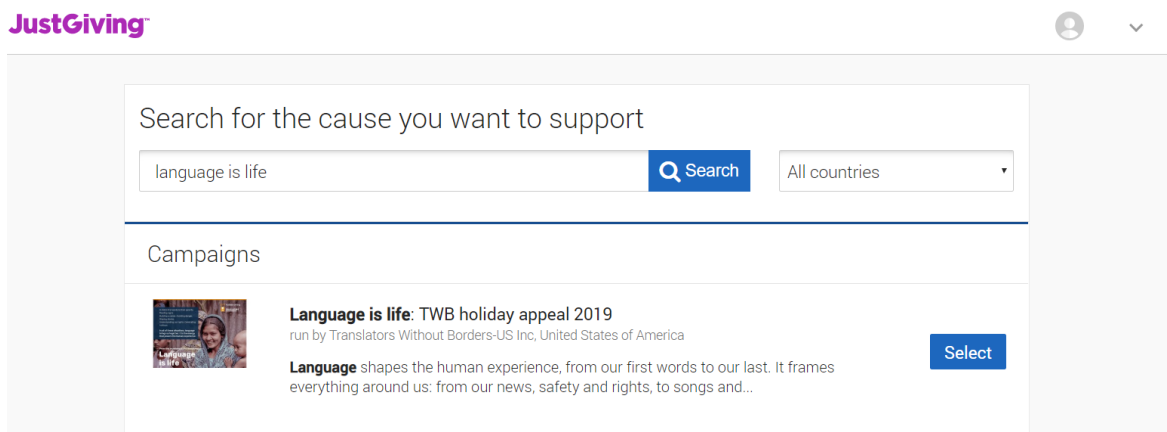 JustGiving™
Search for the cause you want to support
language is life
Search
All countries
Campaigns
Language is life: TWB holiday appeal 2019
run by Translators Without Borders-US Inc, United States of America
Language shapes the human experience, from our first words to our last. It frames
everything around us: from our news, safety and rights, to songs and...
Select
Language
is life